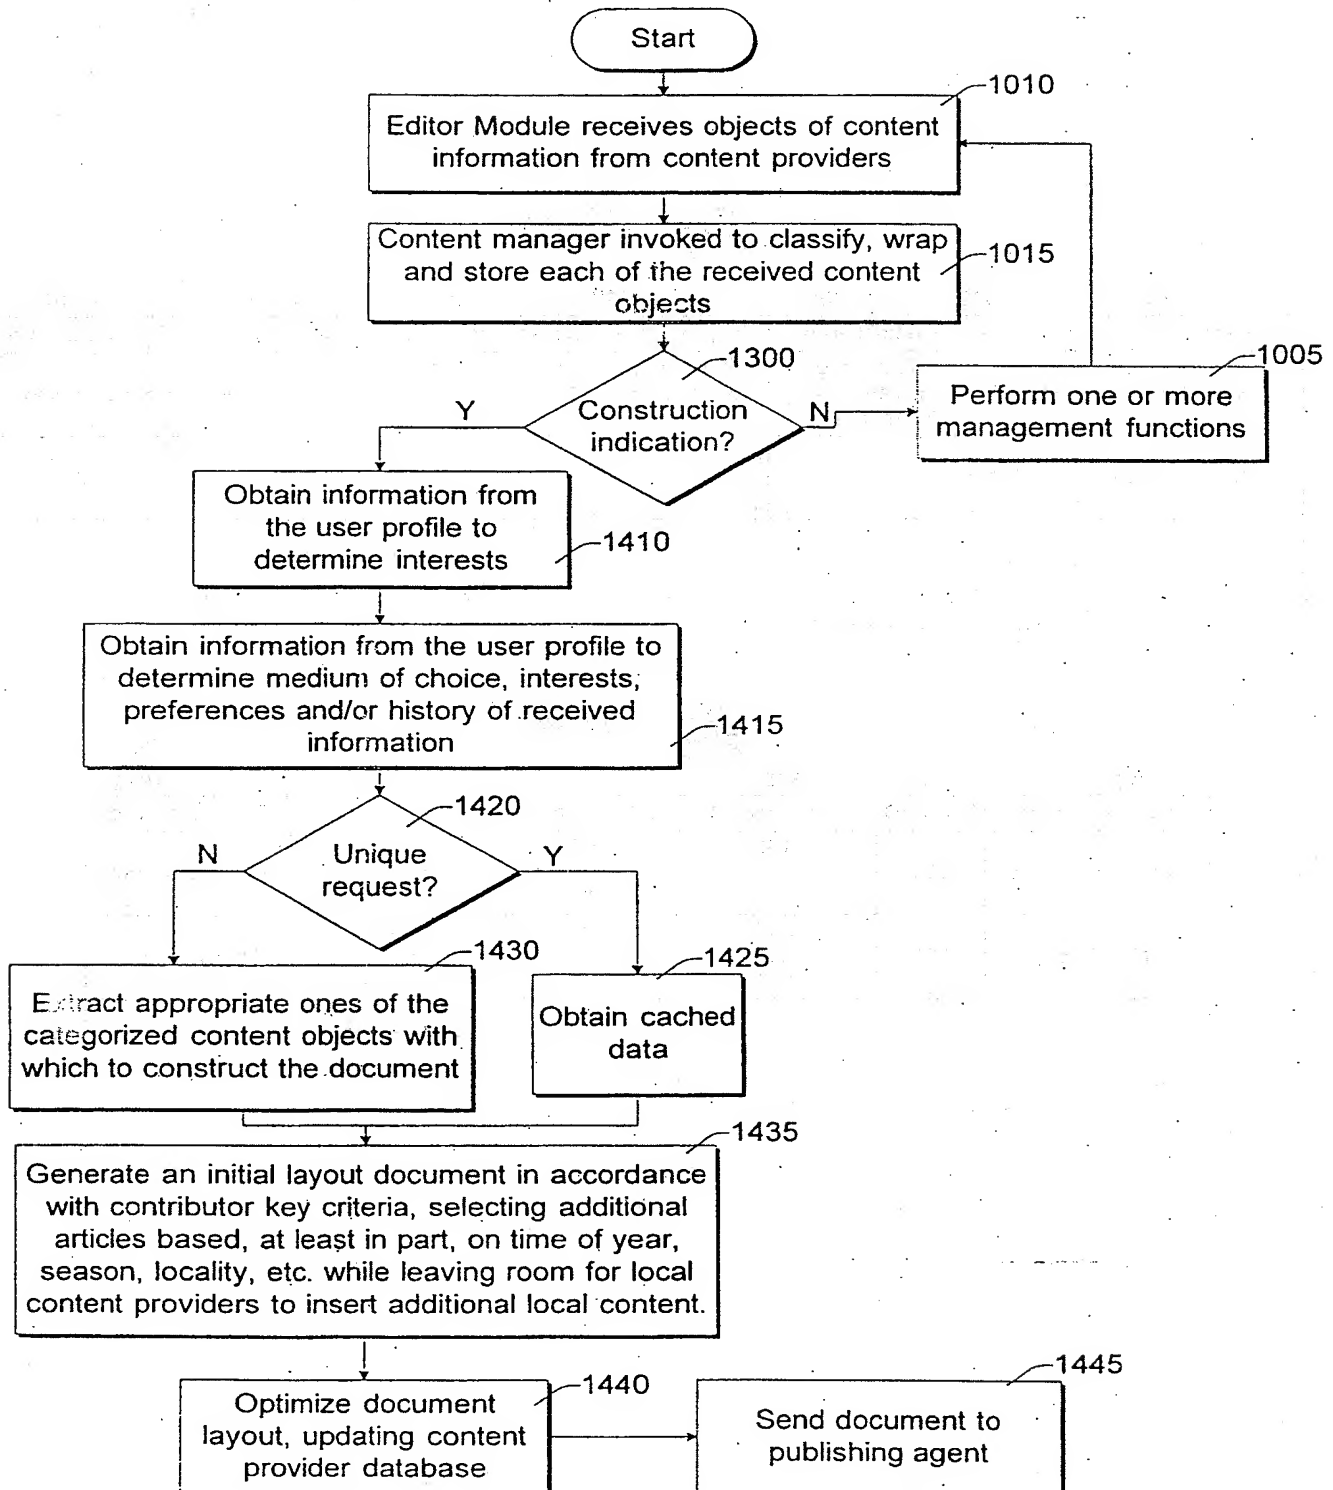 Start
1010
Editor Module receives objects of content
information from content providers
Content manager invoked to classify, wrap
and store each of the received content
objects
1015
1300
Construction
indication?
Y
N
1005
Perform one or more
management functions
Obtain information from
the user profile to
determine interests
1410
Obtain information from the user profile to
determine medium of choice, interests,
preferences and/or history of received
information
1415
1420
Unique
request?
N
Y
1430
Extract appropriate ones of the
categorized content objects with
which to construct the document
1425
Obtain cached
data
1435
Generate an initial layout document in accordance
with contributor key criteria, selecting additional
articles based, at least in part, on time of year,
season, locality, etc. while leaving room for local
content providers to insert additional local content.
1440
Optimize document
layout, updating content
provider database
1445
Send document to
publishing agent